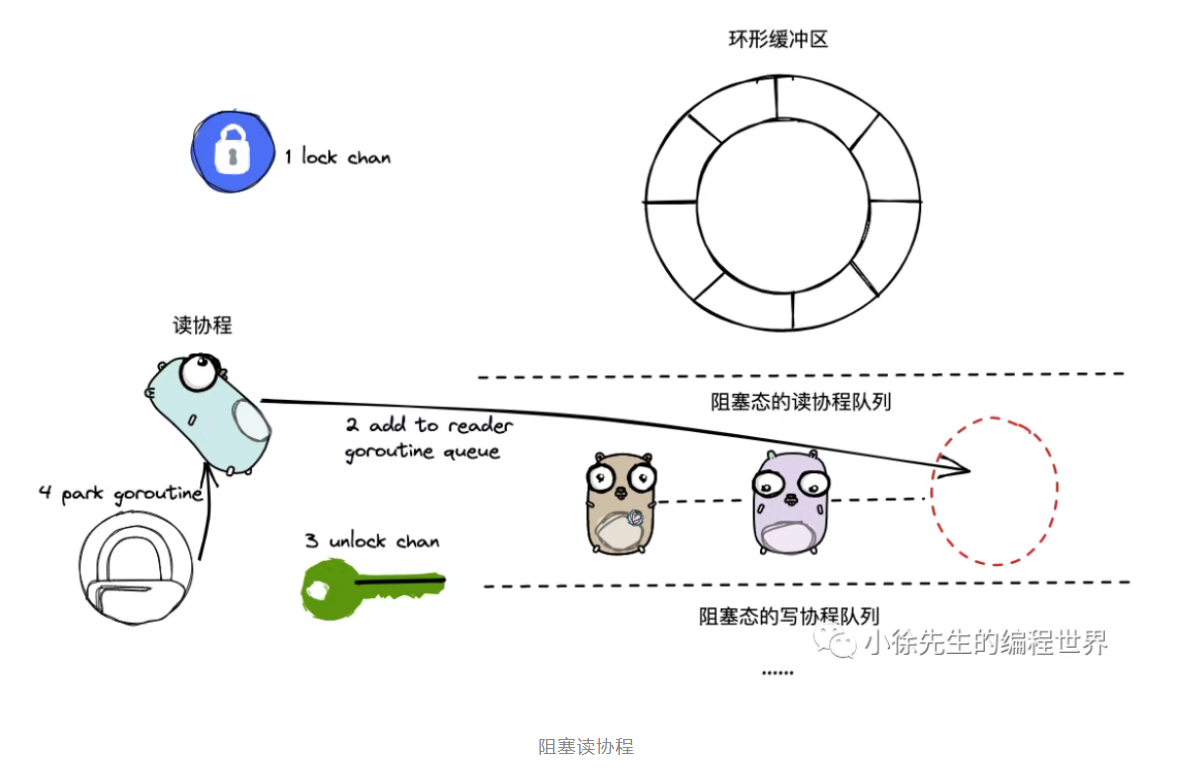 环形缓冲区
1 lock chan
读协程
阻塞态的读协程队列
2 add to reader
goroutine queue
4 park goroutine
3 unlock chan
阻塞态的写协程队列
小徐先生的编程世界
......
阻塞读协程